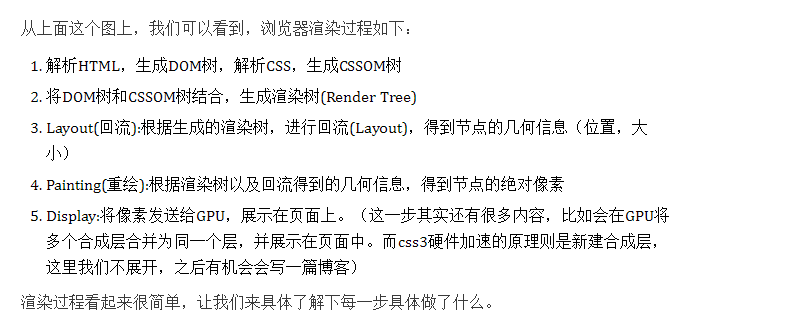 从上面这个图上，我们可以看到，浏览器渲染过程如下：
1. 解析HTML，生成DOM树，解析CSS，生成CSSOM树
2. 将DOM树和CSSOM树结合，生成渲染树(Render Tree)
3. Layout(回流):根据生成的渲染树，进行回流(Layout)，得到节点的几何信息（位置，大
小）
4. Painting(重绘):根据渲染树以及回流得到的几何信息，得到节点的绝对像素
5. Display:将像素发送给GPU，展示在页面上。（这一步其实还有很多内容，比如会在GPU将
多个合成层合并为同一个层，并展示在页面中。而css3硬件加速的原理则是新建合成层，
这里我们不展开，之后有机会会写一篇博客）
渲染过程看起来很简单，让我们来具体了解下每一步具体做了什么。